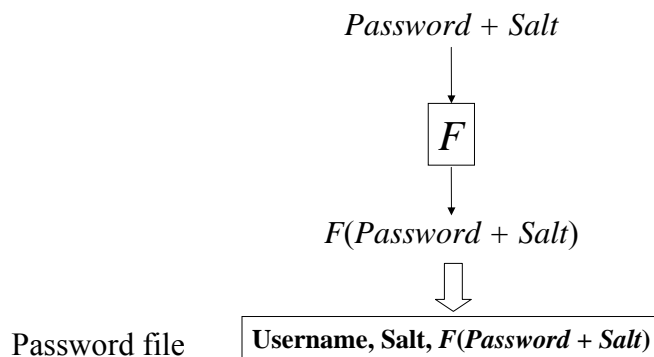 Password + Salt
F
F(Password + Salt)
Password file
Username, Salt, F(Password + Salt)